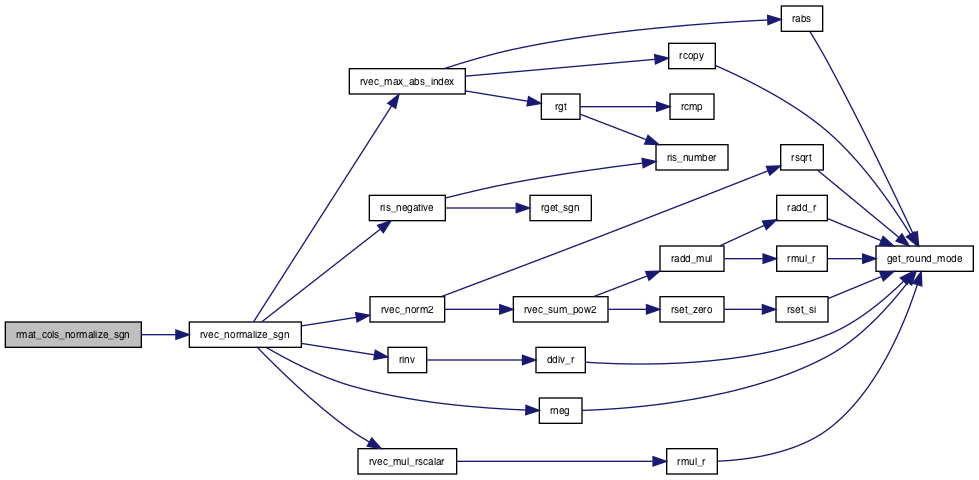 rabs
rcopy
rvec_max_abs_index
rgt
rcmp
ris_number
rsqrt
ris_negative
rget_sgn
radd_r
radd_mul
rmul_r
get_round_mode
rvec_norm2
rvec_sum_pow2
rset_zero
rset_si
rmat_cols_normalize_sgn
rvec_normalize_sgn
rinv
ddiv_r
rneg
rvec_mul_rscalar
rmul_r